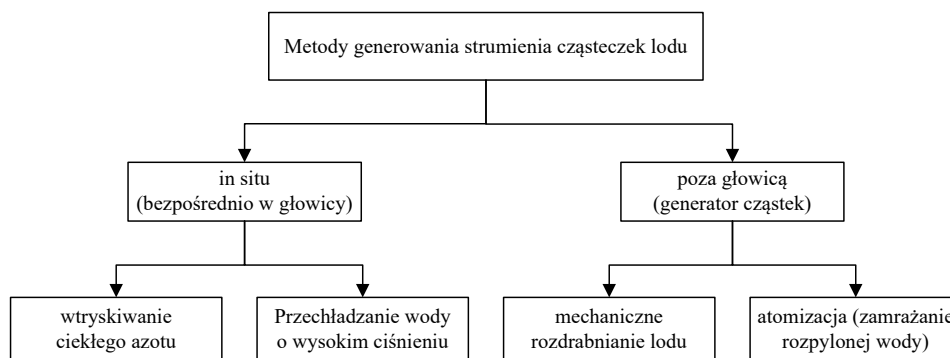 Metody generowania strumienia cząsteczek lodu
in situ
(bezpośrednio w głowicy)
poza głowicą
(generator cząstek)
wtryskiwanie
ciekłego azotu
Przechładzanie wody
o wysokim ciśnieniu
mechaniczne
rozdrabnianie lodu
atomizacja (zamrażanie
rozpylonej wody)